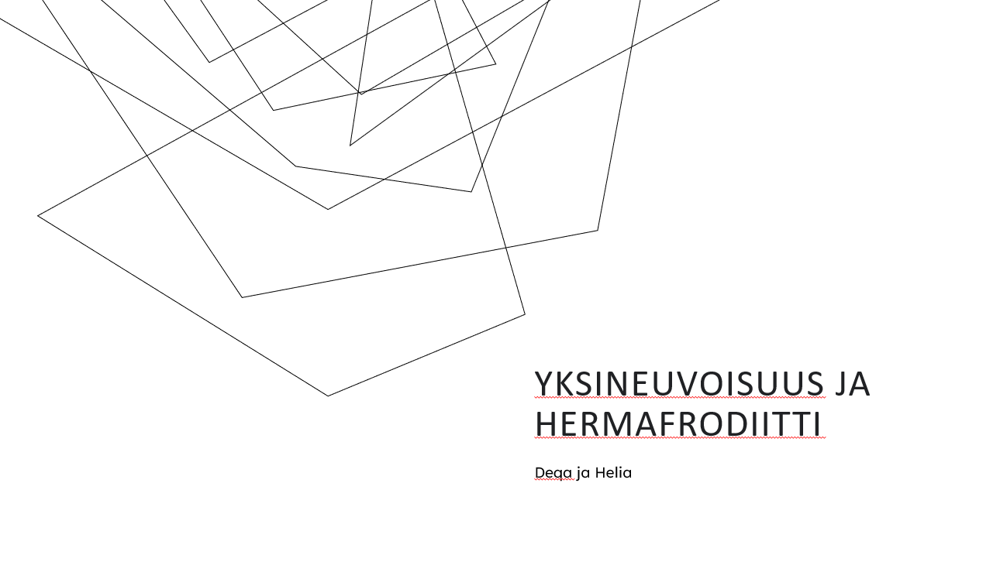 YKSINEUVOISUUS JA
HERMAFRODIITTI
Deqa ja Helia